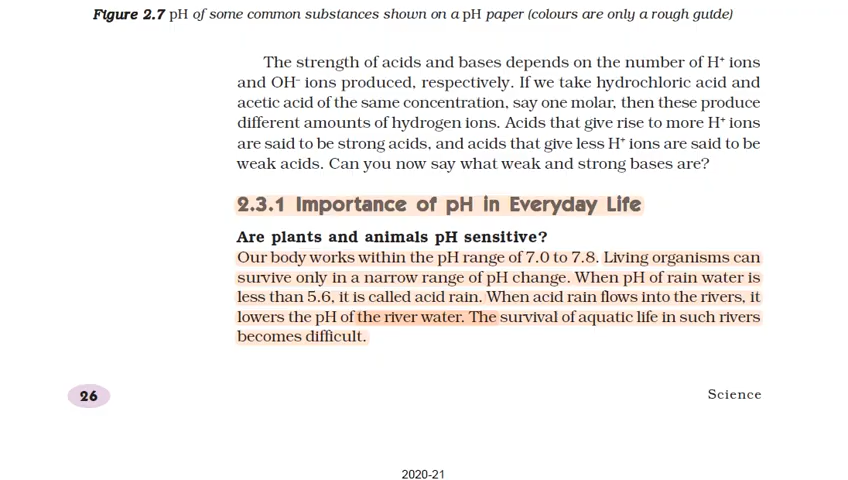 Figure 2.7 pH of some common substances shown on a pH paper (colours are only a rough guide)
The strength of acids and bases depends on the number of H⁺ ions
and OH⁻ ions produced, respectively. If we take hydrochloric acid and
acetic acid of the same concentration, say one molar, then these produce
different amounts of hydrogen ions. Acids that give rise to more H⁺ ions
are said to be strong acids, and acids that give less H⁺ ions are said to be
weak acids. Can you now say what weak and strong bases are?
2.3.1 Importance of pH in Everyday Life
Are plants and animals pH sensitive?
Our body works within the pH range of 7.0 to 7.8. Living organisms can
survive only in a narrow range of pH change. When pH of rain water is
less than 5.6, it is called acid rain. When acid rain flows into the rivers, it
lowers the pH of the river water. The survival of aquatic life in such rivers
becomes difficult.
26
Science
2020-21